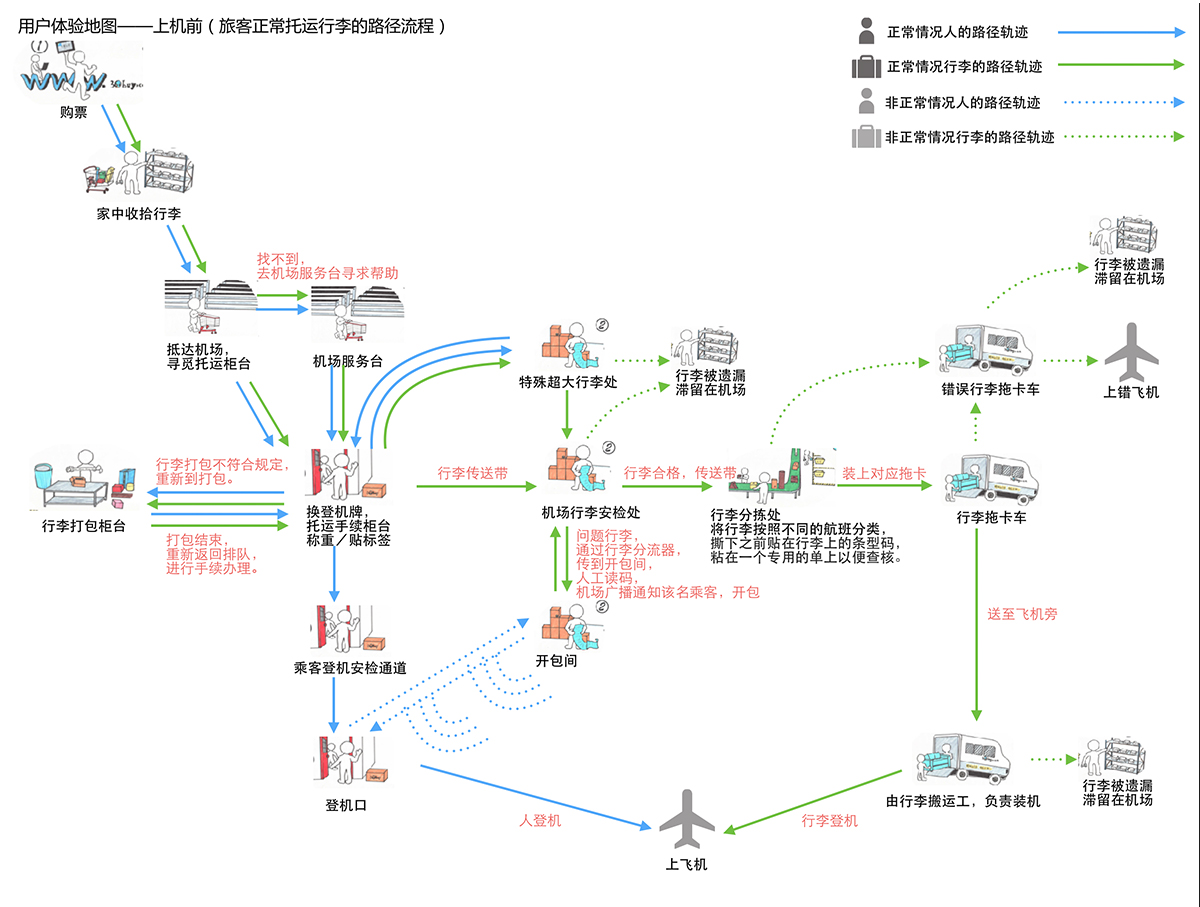 用户体验地图——上机前（旅客正常托运行李的路径流程）
正常情况人的路径轨迹
正常情况行李的路径轨迹
非正常情况人的路径轨迹
非正常情况行李的路径轨迹
www.
购票
家中收拾行李
找不到，
去机场服务台寻求帮助
抵达机场，
寻觅托运柜台
机场服务台
②
特殊超大行李处
行李被遗漏
滞留在机场
行李被遗漏
滞留在机场
错误行李拖卡车
上错飞机
行李打包不符合规定，
重新到打包。
行李打包柜台
打包结束，
重新返回排队，
进行手续办理。
换登机牌，
托运手续柜台
称重／贴标签
行李传送带
②
机场行李安检处
行李合格，传送带
行李分拣处
将行李按照不同的航班分类，
撕下之前贴在行李上的条型码，
粘在一个专用的单上以便查核。
装上对应拖卡
行李拖卡车
问题行李，
通过行李分流器，
传到开包间，
人工读码，
机场广播通知该名乘客，开包
②
开包间
乘客登机安检通道
送至飞机旁
登机口
由行李搬运工，负责装机
行李被遗漏
滞留在机场
人登机
行李登机
上飞机